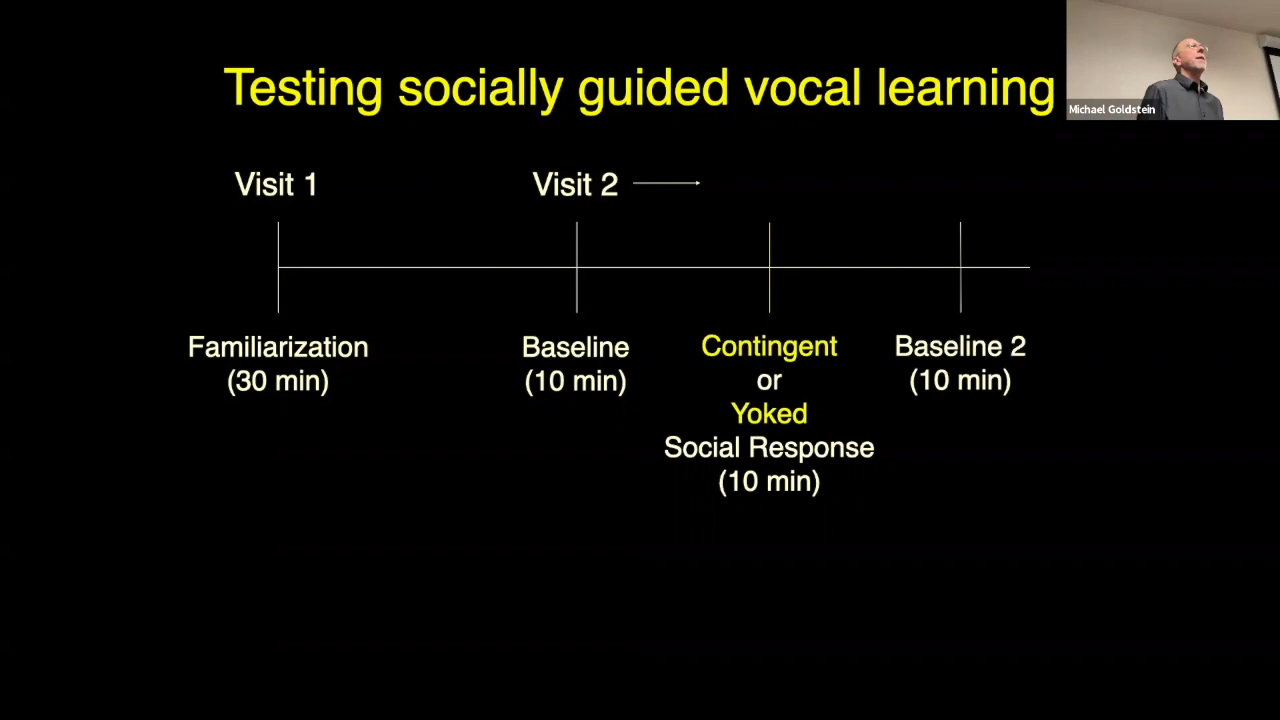 Testing socially guided vocal learning
Michael Goldstein
Visit 1
Visit 2
Familiarization
(30 min)
Baseline
(10 min)
Contingent
or
Yoked
Social Response
(10 min)
Baseline 2
(10 min)